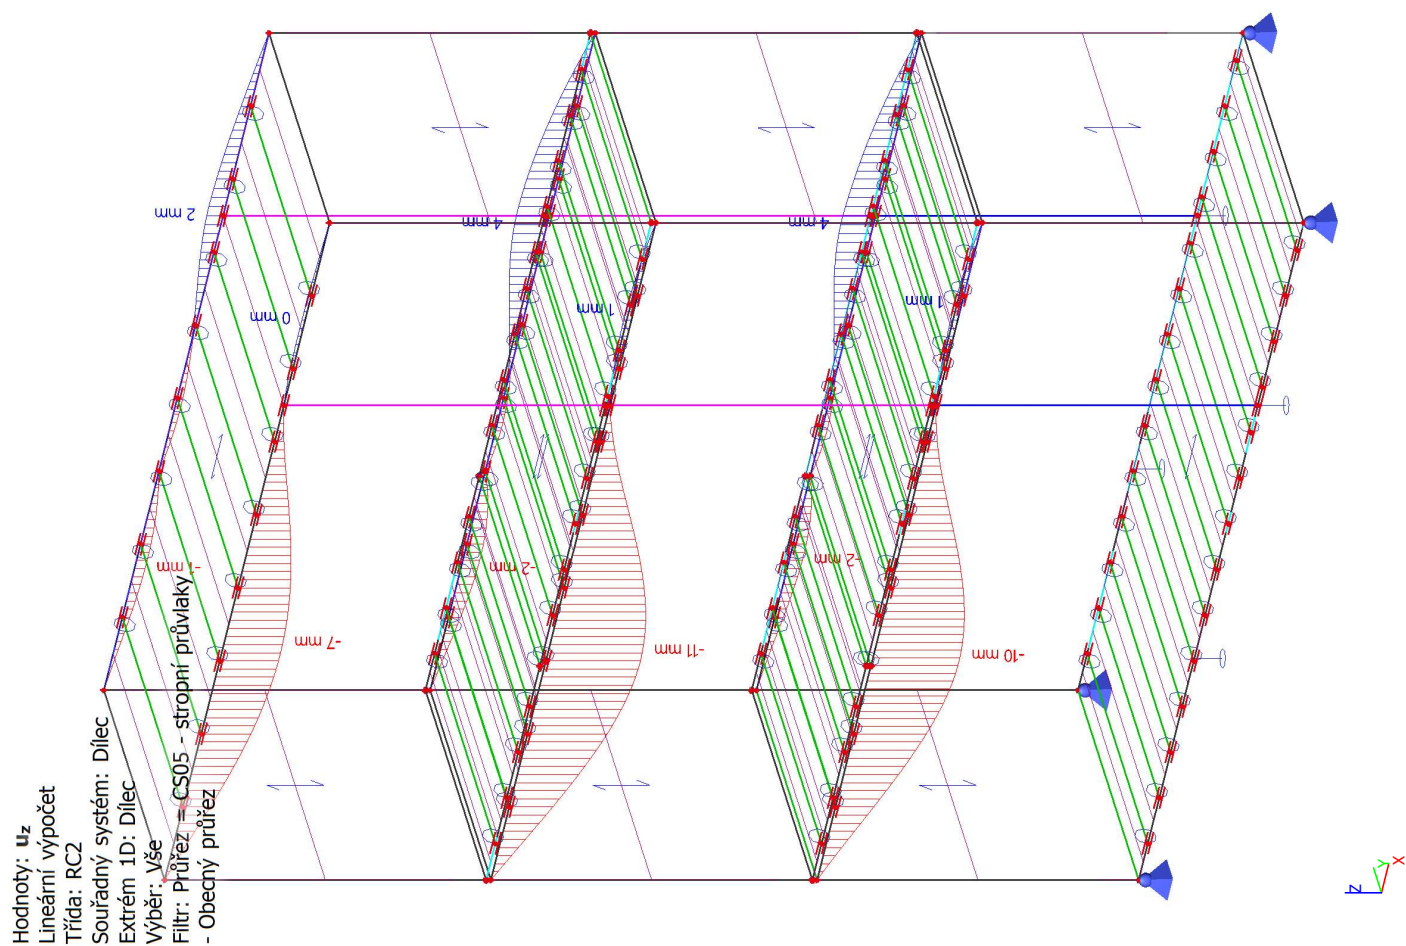 Hodnoty: uz
Lineární výpočet
Třída: RC2
Souřadný systém: Dílec
Extrém 1D: Dílec
Výběr: Vše
Filtr: Průřez = CS05 - stropní průvlaky
- Obecný průřez
2 mm
4 mm
4 mm
0 mm
1 mm
1 mm
-1 mm
-2 mm
-2 mm
-7 mm
-11 mm
-10 mm
Z
Y
X